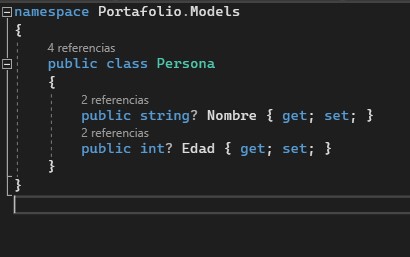 namespace Portafolio.Models
{
4 referencias
public class Persona
{
2 referencias
public string? Nombre { get; set; }
2 referencias
public int? Edad { get; set; }
}
}